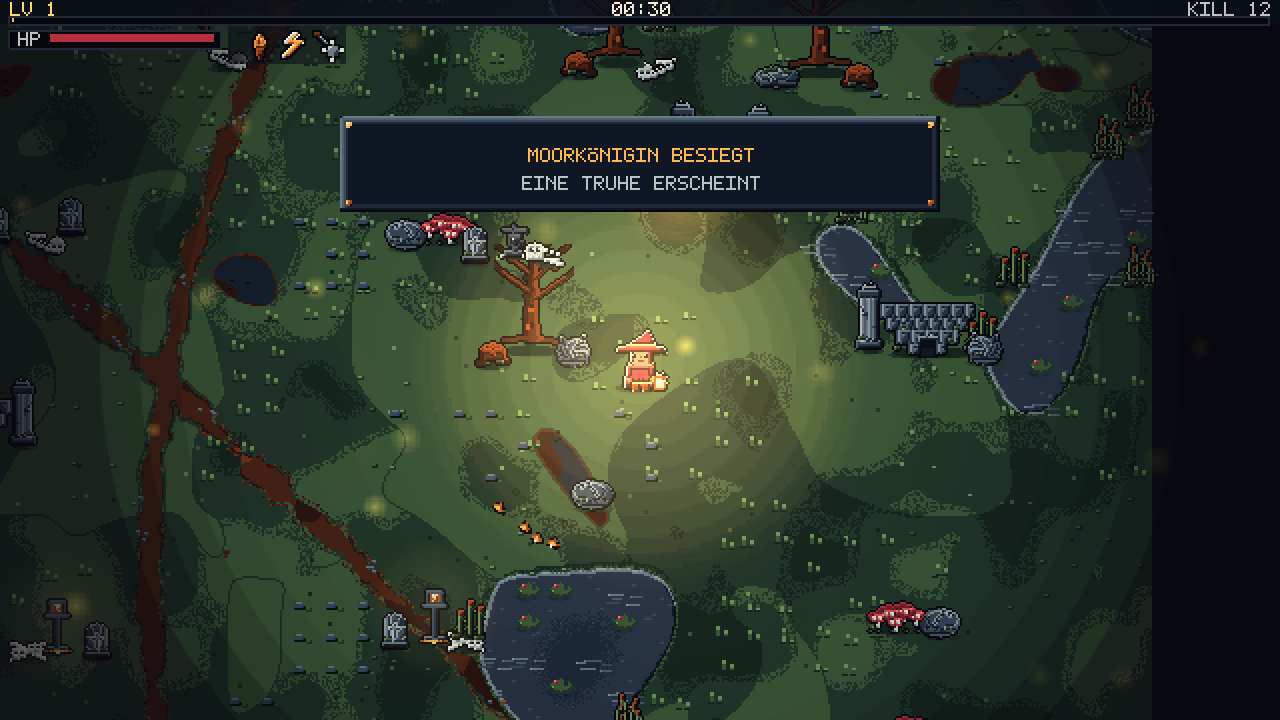 LV 1
00:30
KILL 12
HP
MOORKÖNIGIN BESIEGT
EINE TRUHE ERSCHEINT